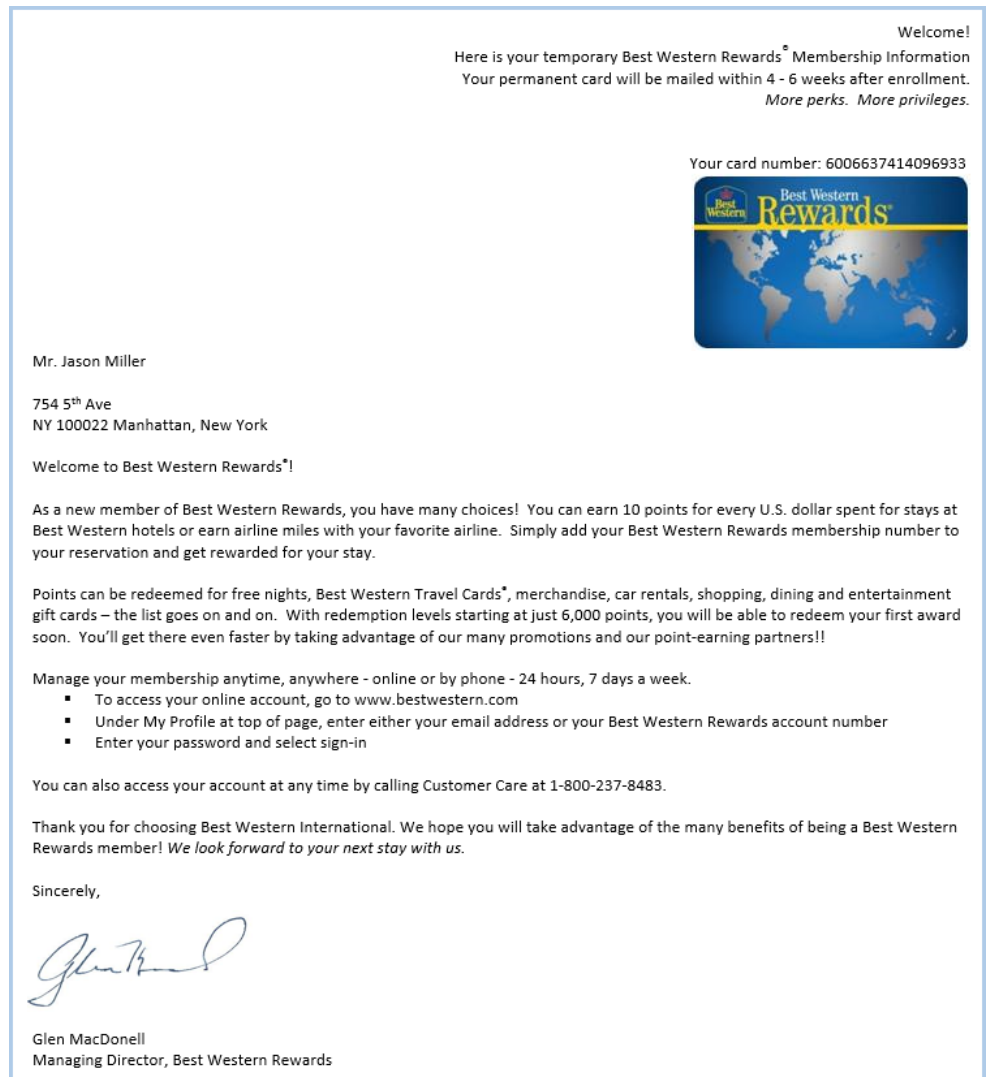 Welcome!
Here is your temporary Best Western Rewards® Membership Information
Your permanent card will be mailed within 4 - 6 weeks after enrollment.
More perks.  More privileges.
Your card number: 6006637414096933
Best Western
Best Western
Rewards®
Mr. Jason Miller
754 5th Ave
NY 100022 Manhattan, New York
Welcome to Best Western Rewards®!
As a new member of Best Western Rewards, you have many choices!  You can earn 10 points for every U.S. dollar spent for stays at
Best Western hotels or earn airline miles with your favorite airline.  Simply add your Best Western Rewards membership number to
your reservation and get rewarded for your stay.
Points can be redeemed for free nights, Best Western Travel Cards®, merchandise, car rentals, shopping, dining and entertainment
gift cards – the list goes on and on.  With redemption levels starting at just 6,000 points, you will be able to redeem your first award
soon.  You'll get there even faster by taking advantage of our many promotions and our point-earning partners!!
Manage your membership anytime, anywhere - online or by phone - 24 hours, 7 days a week.
▪ To access your online account, go to www.bestwestern.com
▪ Under My Profile at top of page, enter either your email address or your Best Western Rewards account number
▪ Enter your password and select sign-in
You can also access your account at any time by calling Customer Care at 1-800-237-8483.
Thank you for choosing Best Western International. We hope you will take advantage of the many benefits of being a Best Western
Rewards member! We look forward to your next stay with us.
Sincerely,
Glen MacDonell
Managing Director, Best Western Rewards